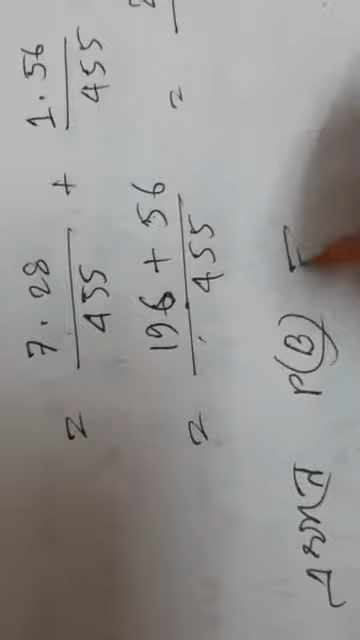 = 7·28/455 + 1·56/455
= 196 + 56/455 =
এখন P(B) =